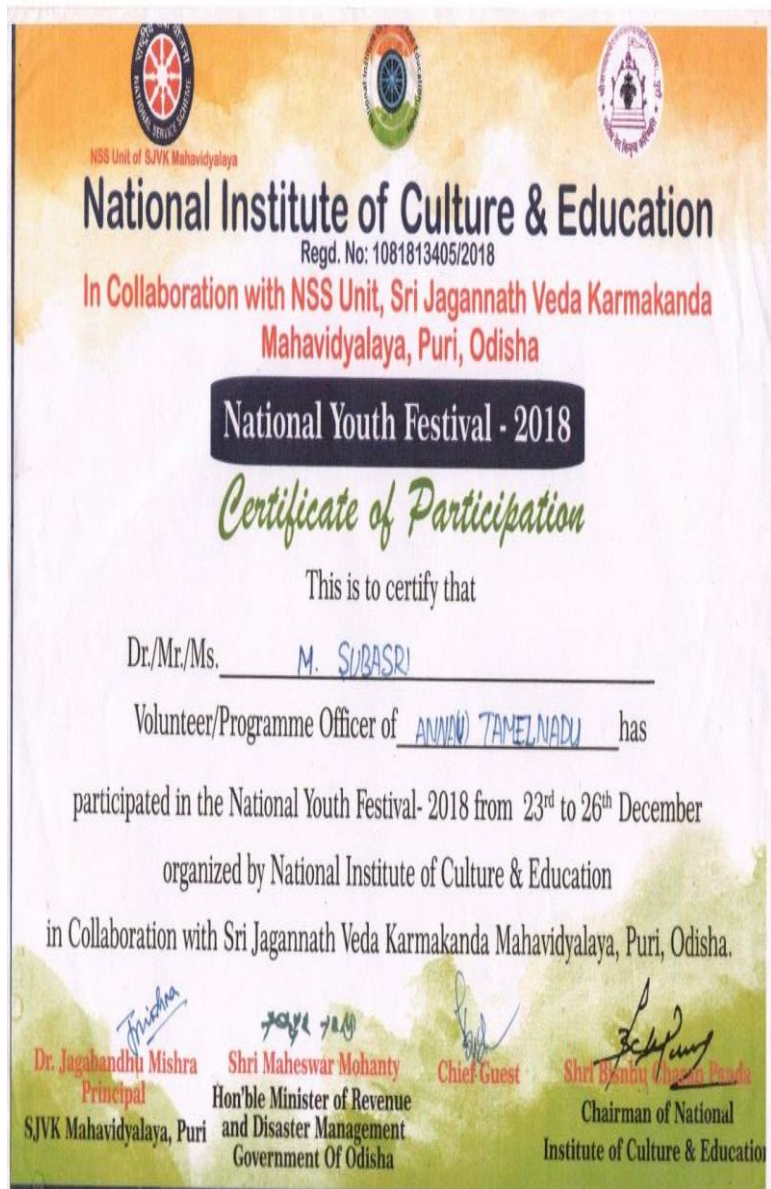 NATIONAL SERVICE SCHEME
NSS Unit of SJVK Mahavidyalaya
National Institute of Culture & Education
Regd. No: 1081813405/2018
In Collaboration with NSS Unit, Sri Jagannath Veda Karmakanda
Mahavidyalaya, Puri, Odisha
National Youth Festival - 2018
Certificate of Participation
This is to certify that
Dr./Mr./Ms. M. SUBASRI
Volunteer/Programme Officer of TAMELNADU has
participated in the National Youth Festival- 2018 from 23rd to 26th December
organized by National Institute of Culture & Education
in Collaboration with Sri Jagannath Veda Karmakanda Mahavidyalaya, Puri, Odisha.
Dr. Jagabandhu Mishra
Principal
SJVK Mahavidyalaya, Puri
Shri Maheswar Mohanty
Hon'ble Minister of Revenue
and Disaster Management
Government Of Odisha
Chief Guest
Shri Bishnu Charan Panda
Chairman of National
Institute of Culture & Education